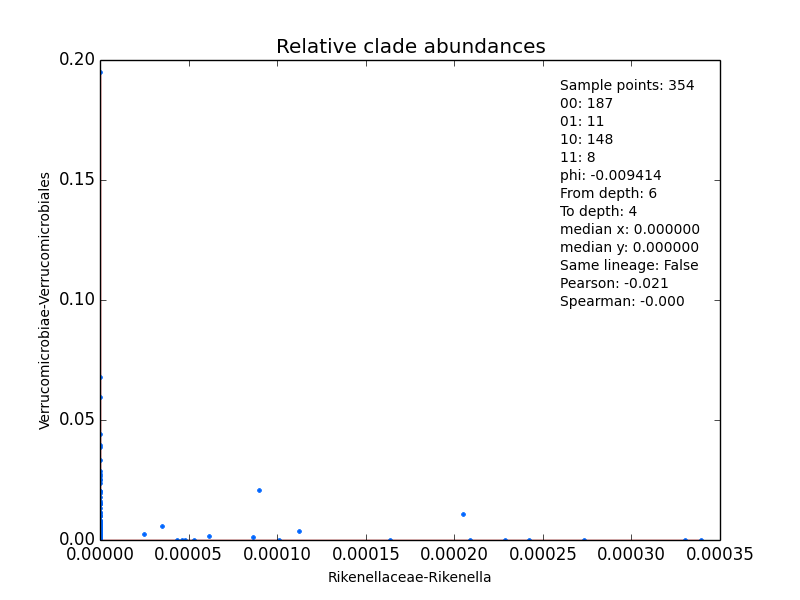 Relative clade abundances
Sample points: 354
00: 187
01: 11
10: 148
11: 8
phi: -0.009414
From depth: 6
To depth: 4
median x: 0.000000
median y: 0.000000
Same lineage: False
Pearson: -0.021
Spearman: -0.000
Verrucomicrobiae-Verrucomicrobiales
0.20
0.15
0.10
0.05
0.00
0.00000 0.00005 0.00010 0.00015 0.00020 0.00025 0.00030 0.00035
Rikenellaceae-Rikenella